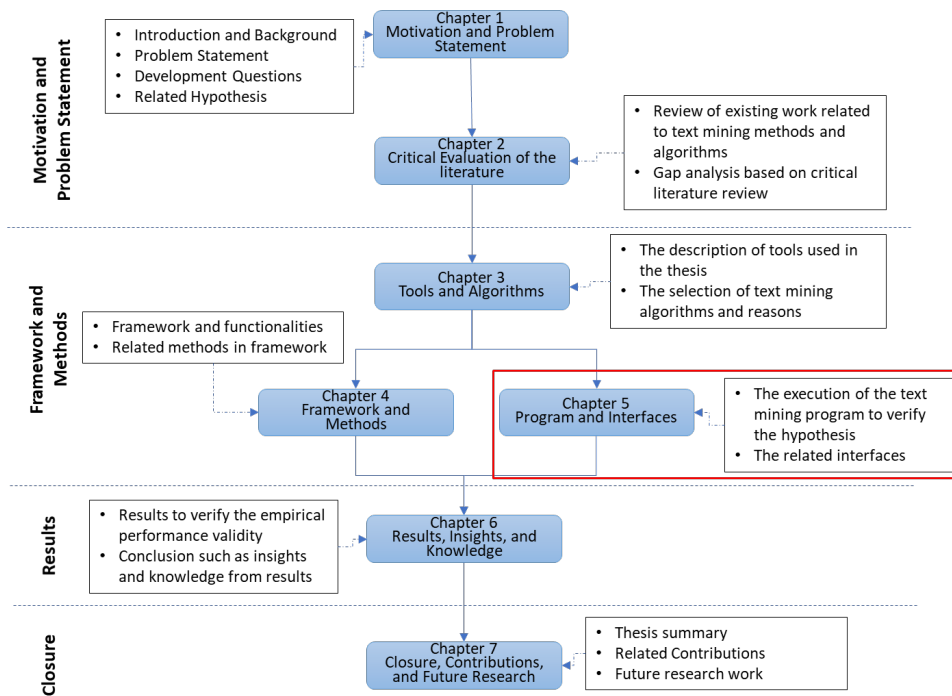 Motivation and
Problem Statement
• Introduction and Background
• Problem Statement
• Development Questions
• Related Hypothesis
Chapter 1
Motivation and Problem
Statement
Chapter 2
Critical Evaluation of the
literature
• Review of existing work related
to text mining methods and
algorithms
• Gap analysis based on critical
literature review
Framework and
Methods
Chapter 3
Tools and Algorithms
• The description of tools used in
the thesis
• The selection of text mining
algorithms and reasons
• Framework and functionalities
• Related methods in framework
Chapter 4
Framework and
Methods
Chapter 5
Program and Interfaces
• The execution of the text
mining program to verify
the hypothesis
• The related interfaces
Results
• Results to verify the empirical
performance validity
• Conclusion such as insights
and knowledge from results
Chapter 6
Results, Insights, and
Knowledge
Closure
Chapter 7
Closure, Contributions,
and Future Research
• Thesis summary
• Related Contributions
• Future research work